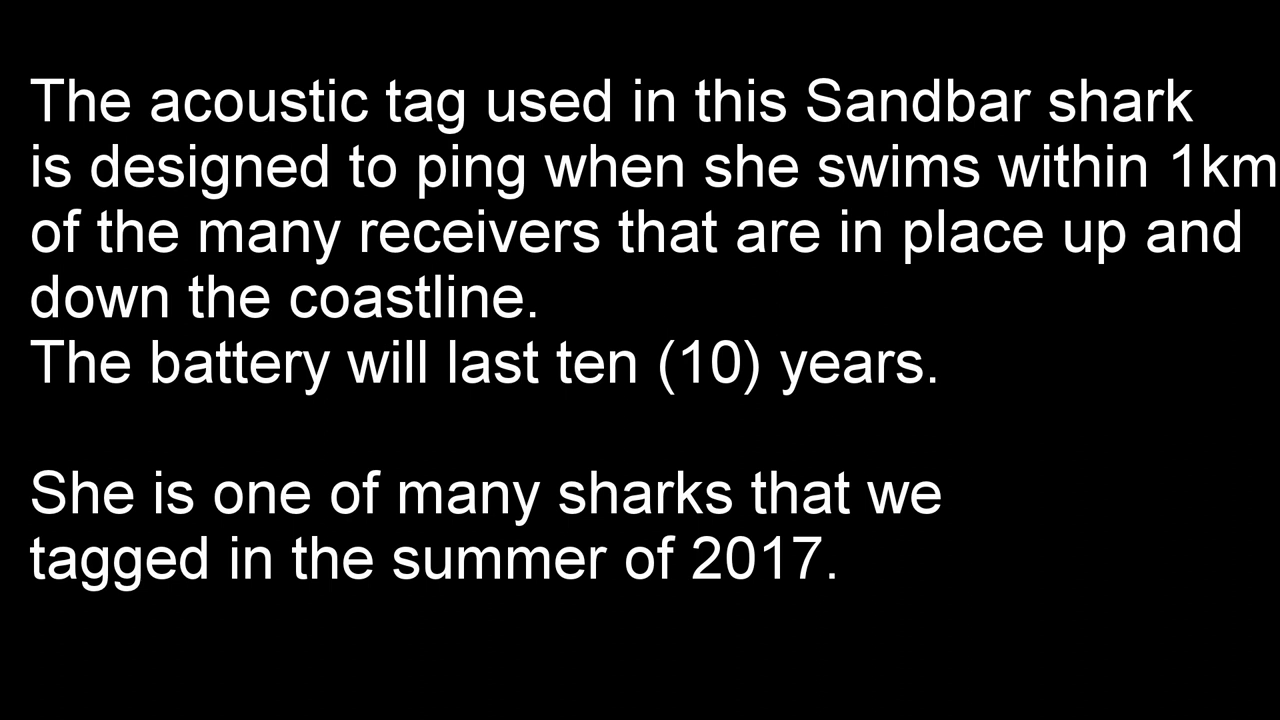 The acoustic tag used in this Sandbar shark
is designed to ping when she swims within 1km
of the many receivers that are in place up and
down the coastline.
The battery will last ten (10) years.
She is one of many sharks that we
tagged in the summer of 2017.